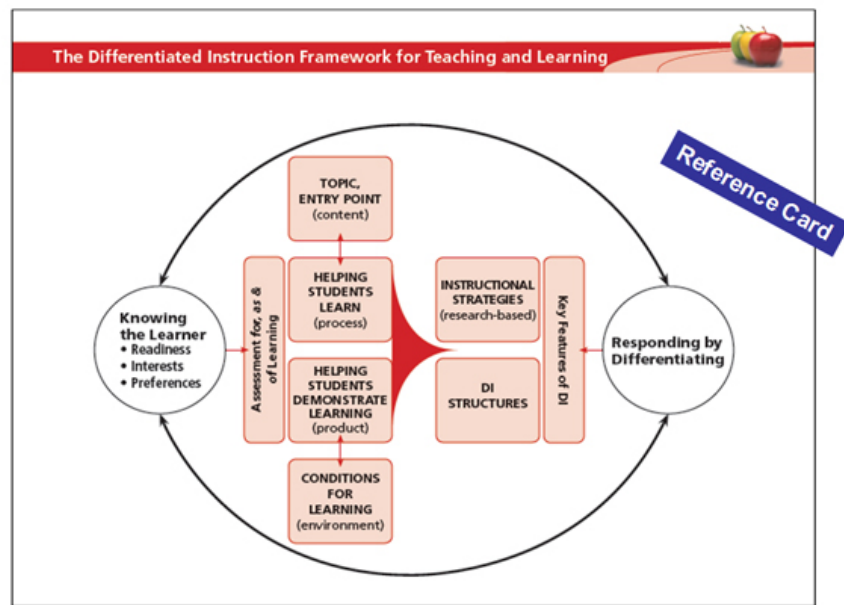 The Differentiated Instruction Framework for Teaching and Learning
Reference Card
TOPIC,
ENTRY POINT
(content)
Knowing
the Learner
• Readiness
• Interests
• Preferences
Assessment for, as &
of Learning
HELPING
STUDENTS
LEARN
(process)
HELPING
STUDENTS
DEMONSTRATE
LEARNING
(product)
CONDITIONS
FOR
LEARNING
(environment)
INSTRUCTIONAL
STRATEGIES
(research-based)
DI
STRUCTURES
Key Features of DI
Responding by
Differentiating